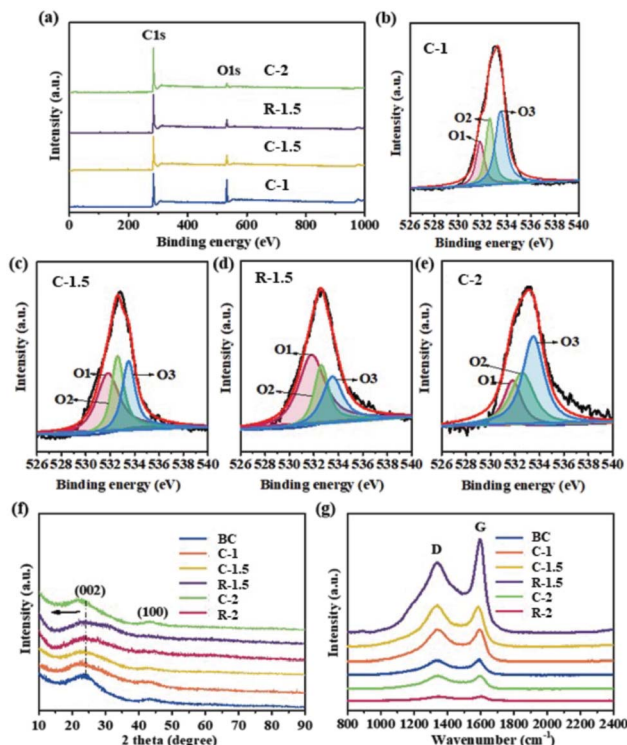 (a)
C1s
O1s
C-2
R-1.5
C-1.5
C-1
Intensity (a.u.)
0 200 400 600 800 1000
Binding energy (eV)
(b)
C-1
O1
O2
O3
Intensity (a.u.)
526 528 530 532 534 536 538 540
Binding energy (eV)
(c)
C-1.5
O1
O2
O3
Intensity (a.u.)
526 528 530 532 534 536 538 540
Binding energy (eV)
(d)
R-1.5
O1
O2
O3
Intensity (a.u.)
526 528 530 532 534 536 538 540
Binding energy (eV)
(e)
C-2
O1
O2
O3
Intensity (a.u.)
526 528 530 532 534 536 538 540
Binding energy (eV)
(f)
BC
C-1
C-1.5
R-1.5
C-2
R-2
(002)
(100)
Intensity (a.u.)
10 20 30 40 50 60 70 80 90
2 theta (degree)
(g)
D
G
BC
C-1
C-1.5
R-1.5
C-2
R-2
Intensity (a.u.)
800 1200 1600 2000 2400
Wavenumber (cm⁻¹)